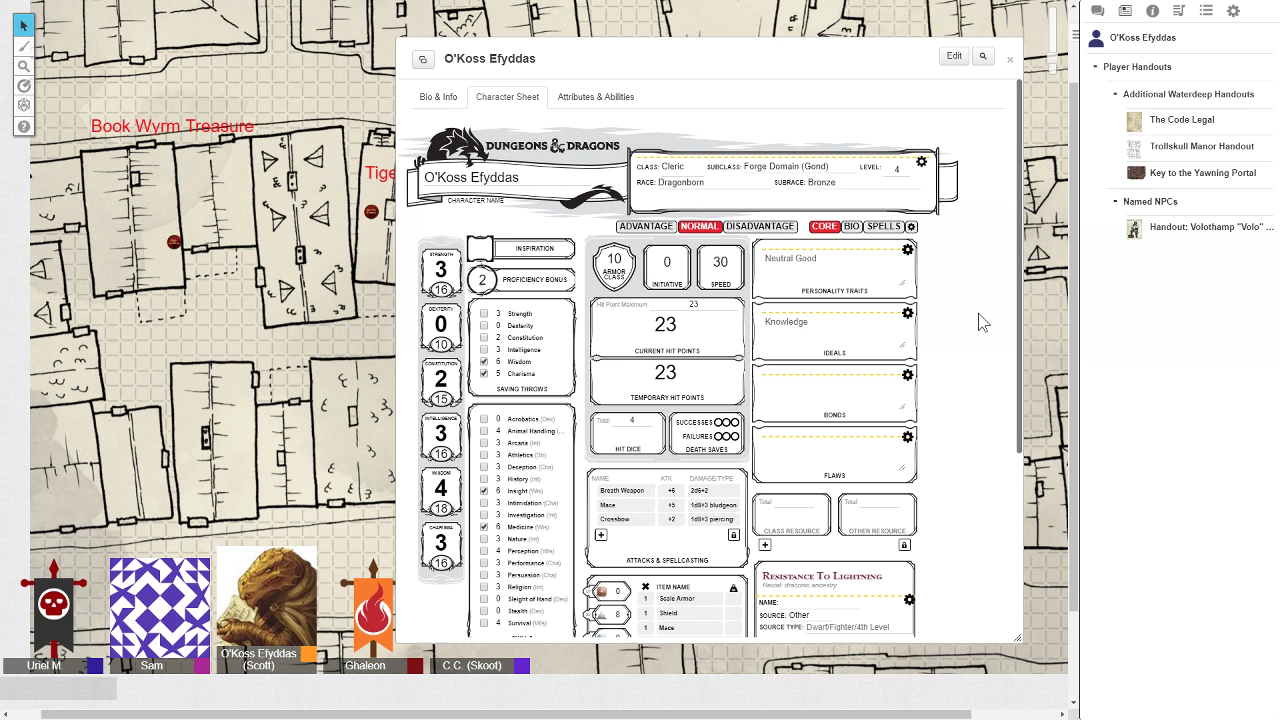 Book Wyrm Treasure
Tige
O'Koss Efyddas
Edit
Bio & Info
Character Sheet
Attributes & Abilities
DUNGEONS & DRAGONS
O'Koss Efyddas
CHARACTER NAME
CLASS: Cleric
SUBCLASS: Forge Domain (Gond)
LEVEL: 4
RACE: Dragonborn
SUBRACE: Bronze
ADVANTAGE
NORMAL
DISADVANTAGE
CORE
BIO
SPELLS
STRENGTH
3
16
DEXTERITY
0
10
CONSTITUTION
2
15
INTELLIGENCE
3
16
WISDOM
4
18
CHARISMA
3
16
INSPIRATION
2
PROFICIENCY BONUS
3 Strength
0 Dexterity
2 Constitution
3 Intelligence
6 Wisdom
5 Charisma
SAVING THROWS
0 Acrobatics (Dex)
4 Animal Handling (...
3 Arcana (Int)
3 Athletics (Str)
3 Deception (Cha)
3 History (Int)
6 Insight (Wis)
3 Intimidation (Cha)
3 Investigation (Int)
6 Medicine (Wis)
3 Nature (Int)
4 Perception (Wis)
3 Performance (Cha)
3 Persuasion (Cha)
3 Religion (Int)
0 Sleight of Hand (Dex)
0 Stealth (Dex)
4 Survival (Wis)
10
ARMOR
CLASS
0
INITIATIVE
30
SPEED
Hit Point Maximum 23
23
CURRENT HIT POINTS
23
TEMPORARY HIT POINTS
Total 4
HIT DICE
SUCCESSES
FAILURES
DEATH SAVES
NAME ATK DAMAGE/TYPE
Breath Weapon +6 2d6+2
Mace +5 1d8+3 bludgeon
Crossbow +2 1d8+3 piercing
ATTACKS & SPELLCASTING
0
8
ITEM NAME
1 Scale Armor
1 Shield
1 Mace
Neutral Good
PERSONALITY TRAITS
Knowledge
IDEALS
BONDS
FLAWS
Total
CLASS RESOURCE
Total
OTHER RESOURCE
RESISTANCE TO LIGHTNING
Racial: draconic ancestry
NAME:
SOURCE: Other
SOURCE TYPE: Dwarf/Fighter/4th Level
Uriel M.
Sam
O'Koss Efyddas
(Scott)
Ghaleon
C.C. (Skoot)
O'Koss Efyddas
Player Handouts
Additional Waterdeep Handouts
The Code Legal
Trollskull Manor Handout
Key to the Yawning Portal
Named NPCs
Handout: Volothamp "Volo" ...